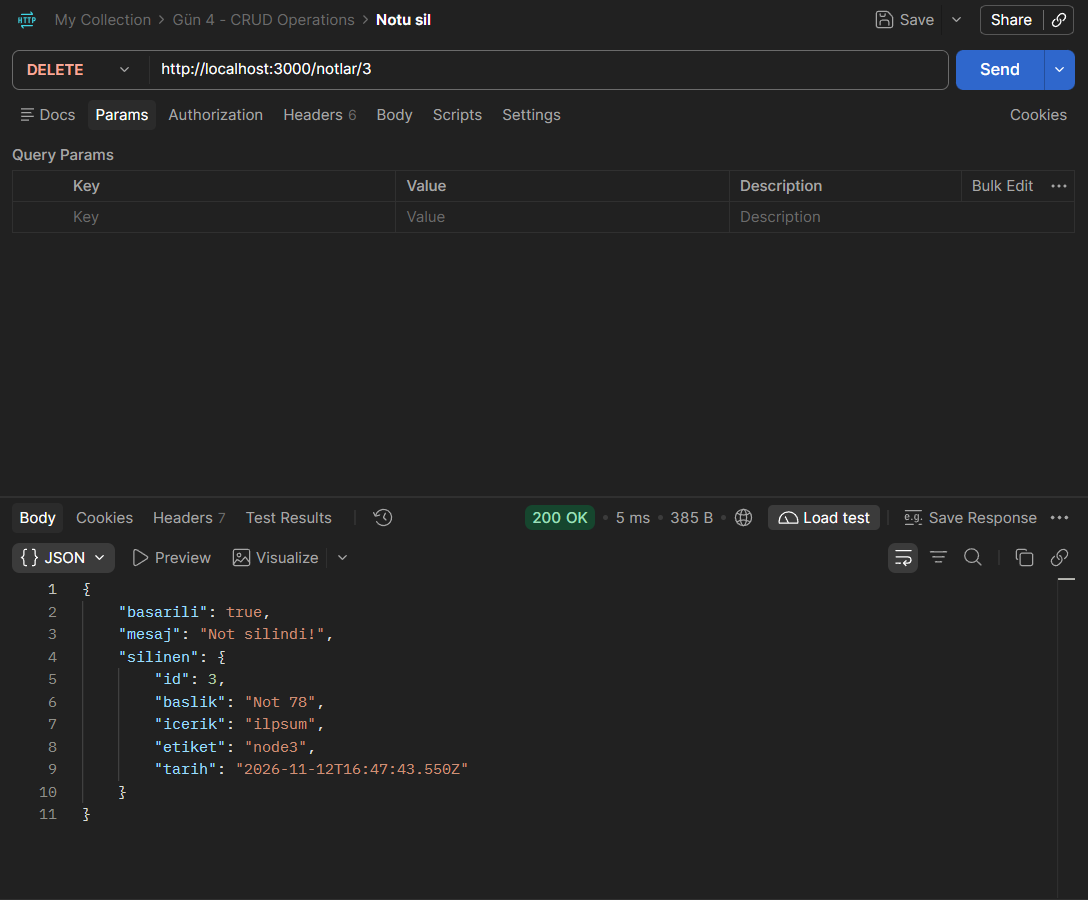 HTTP My Collection > Gün 4 - CRUD Operations > Notu sil Save Share
DELETE http://localhost:3000/notlar/3 Send
Docs Params Authorization Headers 6 Body Scripts Settings Cookies
Query Params
Key Value Description Bulk Edit
Key Value Description
Body Cookies Headers 7 Test Results 200 OK • 5 ms • 385 B • Load test e.g. Save Response
{} JSON Preview Visualize
1 {
2 "basarili": true,
3 "mesaj": "Not silindi!",
4 "silinen": {
5 "id": 3,
6 "baslik": "Not 78",
7 "icerik": "ilpsum",
8 "etiket": "node3",
9 "tarih": "2026-11-12T16:47:43.550Z"
10 }
11 }